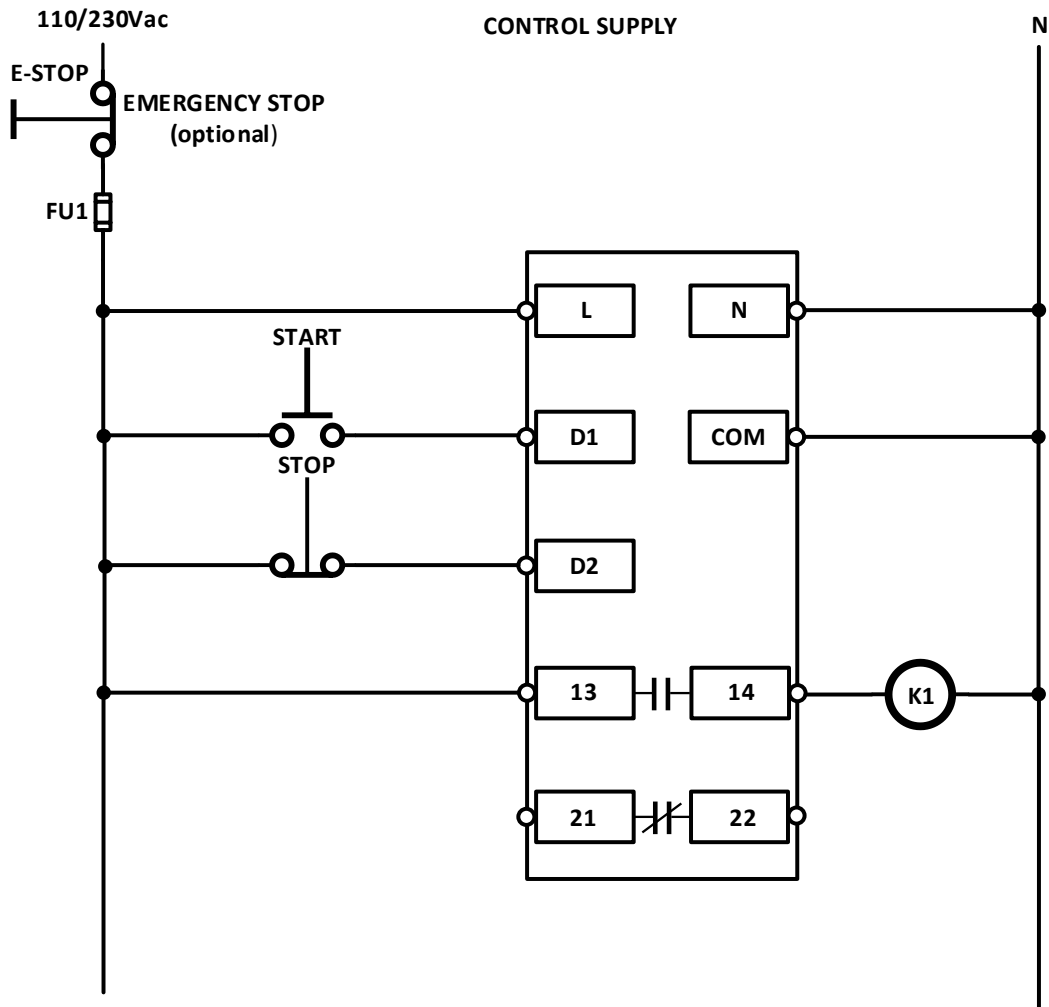 110/230Vac
CONTROL SUPPLY
N
E-STOP
EMERGENCY STOP
(optional)
FU1
L
N
START
D1
COM
STOP
D2
13
14
K1
21
22